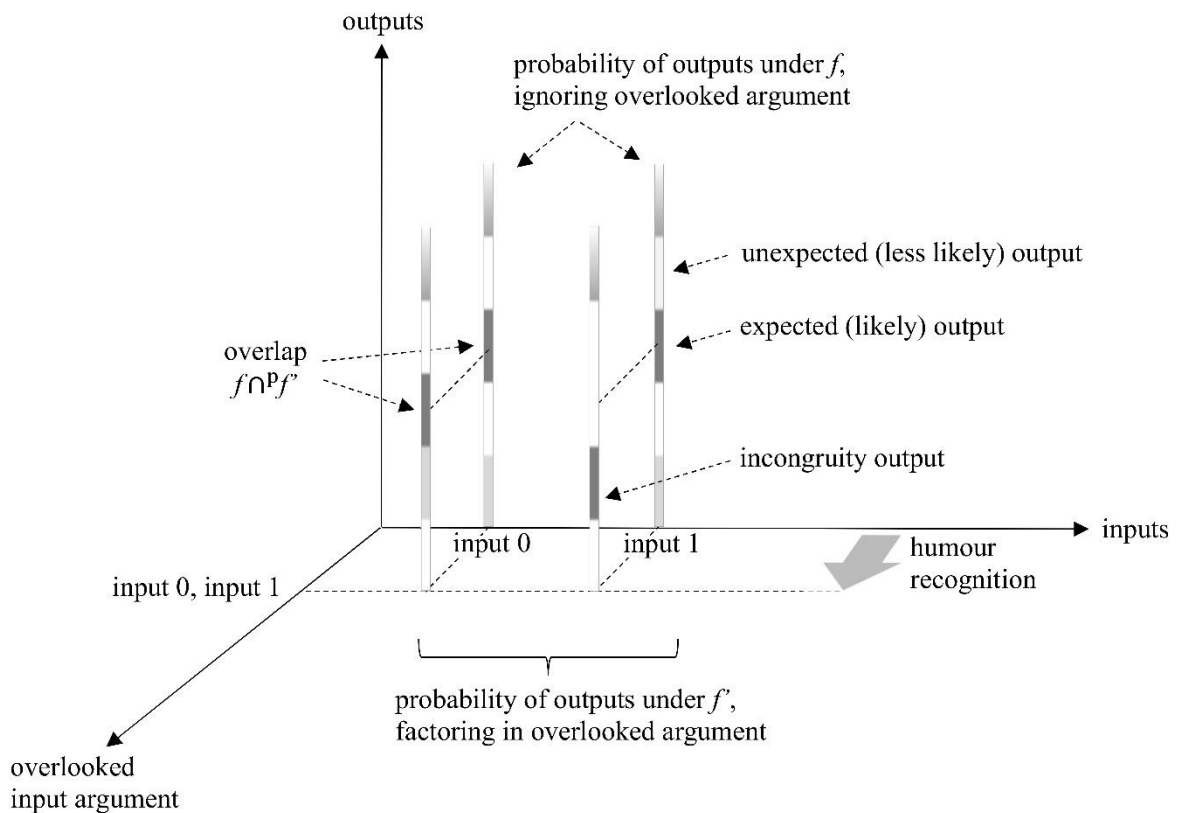 outputs
probability of outputs under f,
ignoring overlooked argument
unexpected (less likely) output
expected (likely) output
overlap
f∩ᵖf’
incongruity output
inputs
input 0
input 1
humour
recognition
input 0, input 1
probability of outputs under f’,
factoring in overlooked argument
overlooked
input argument